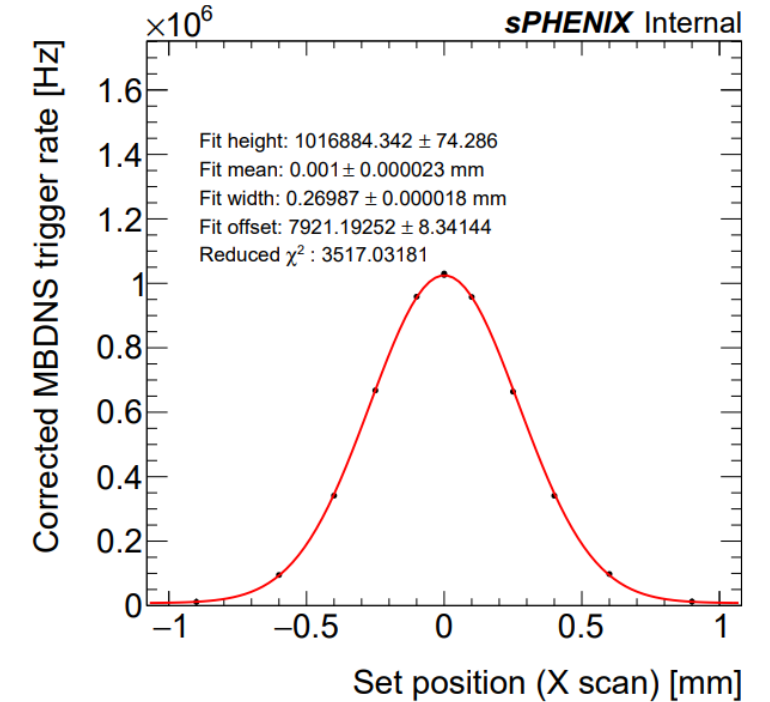 ×10⁶
sPHENIX Internal
Corrected MBDNS trigger rate [Hz]
1.6
1.4
1.2
1
0.8
0.6
0.4
0.2
0
Fit height: 1016884.342 ± 74.286
Fit mean: 0.001± 0.000023 mm
Fit width: 0.26987 ± 0.000018 mm
Fit offset: 7921.19252 ± 8.34144
Reduced χ² : 3517.03181
−1 −0.5 0 0.5 1
Set position (X scan) [mm]